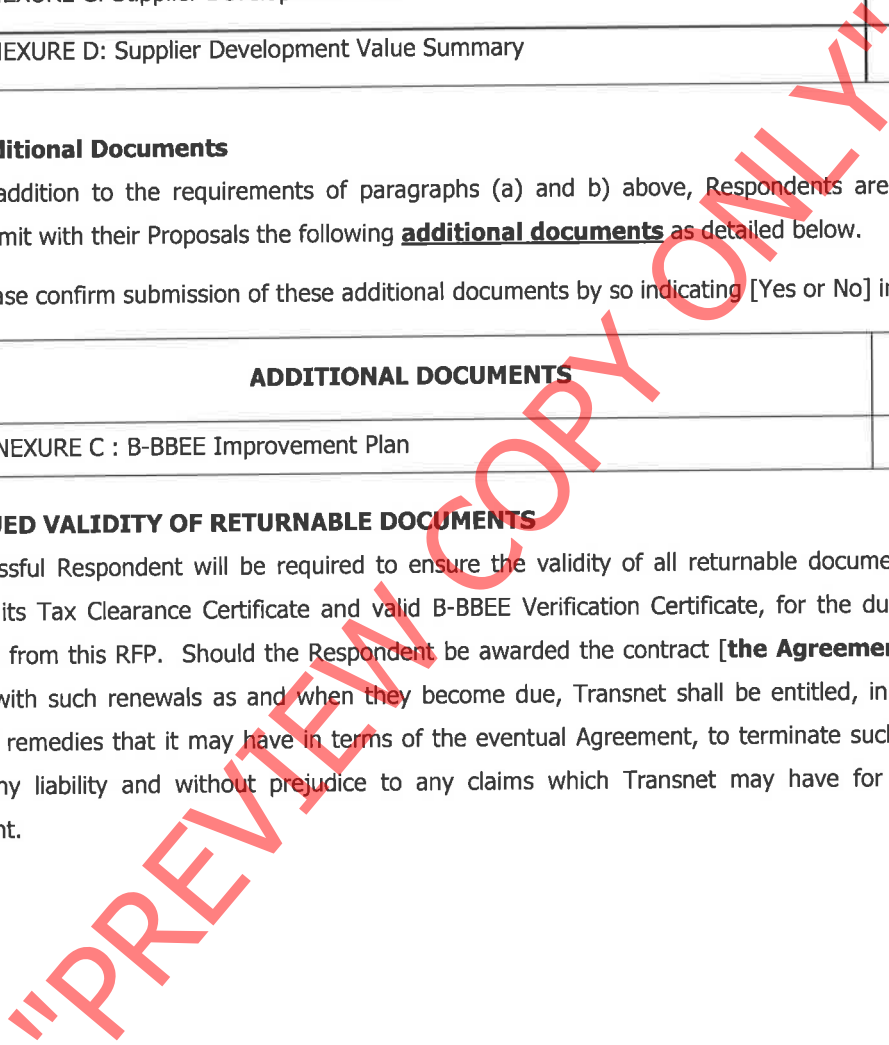 EXURE D: Supplier Development Value Summary
ditional Documents
addition to the requirements of paragraphs (a) and b) above, Respondents are
mit with their Proposals the following additional documents as detailed below.
ase confirm submission of these additional documents by so indicating [Yes or No] in
ADDITIONAL DOCUMENTS
NEXURE C : B-BBEE Improvement Plan
UED VALIDITY OF RETURNABLE DOCUMENTS
ssful Respondent will be required to ensure the validity of all returnable docume
its Tax Clearance Certificate and valid B-BBEE Verification Certificate, for the du
from this RFP. Should the Respondent be awarded the contract [the Agreemen
with such renewals as and when they become due, Transnet shall be entitled, in
remedies that it may have in terms of the eventual Agreement, to terminate such
ny liability and without prejudice to any claims which Transnet may have for
nt.
"PREVIEW COPY ONLY"